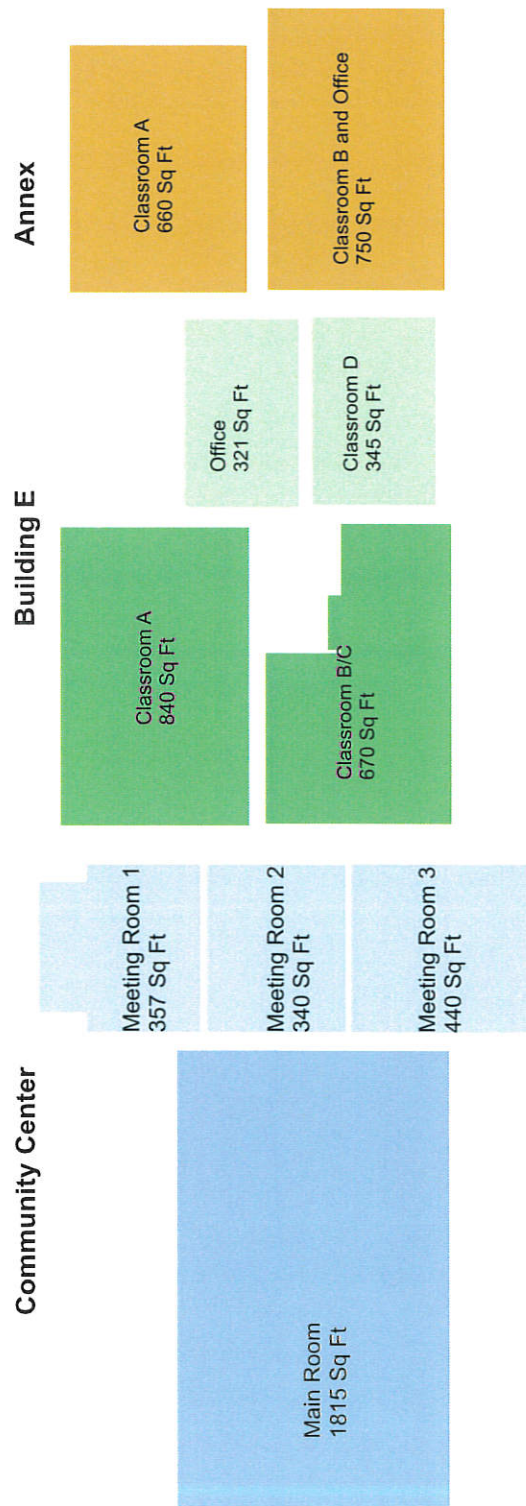 Community Center
Main Room
1815 Sq Ft
Meeting Room 1
357 Sq Ft
Meeting Room 2
340 Sq Ft
Meeting Room 3
440 Sq Ft
Building E
Classroom A
840 Sq Ft
Classroom B/C
670 Sq Ft
Office
321 Sq Ft
Classroom D
345 Sq Ft
Annex
Classroom A
660 Sq Ft
Classroom B and Office
750 Sq Ft